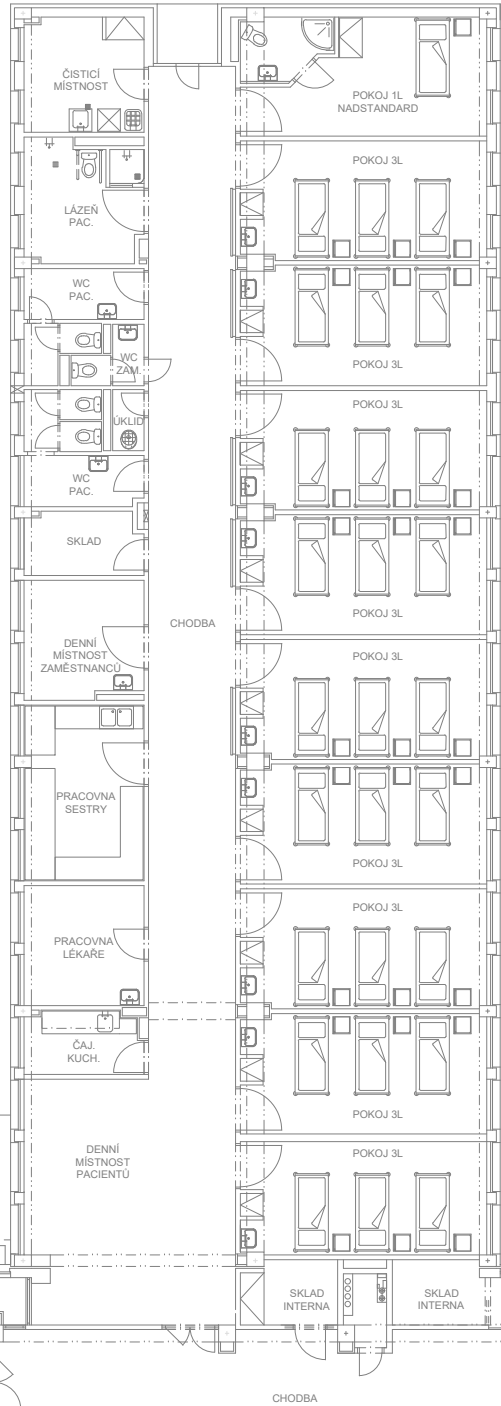 ČISTICÍ
MÍSTNOST
POKOJ 1L
NADSTANDARD
POKOJ 3L
LÁZEŇ
PAC.
WC
PAC.
WC
ZAM.
POKOJ 3L
POKOJ 3L
ÚKLID
WC
PAC.
SKLAD
CHODBA
POKOJ 3L
DENNÍ
MÍSTNOST
ZAMĚSTNANCŮ
POKOJ 3L
PRACOVNA
SESTRY
POKOJ 3L
POKOJ 3L
PRACOVNA
LÉKAŘE
ČAJ.
KUCH.
POKOJ 3L
DENNÍ
MÍSTNOST
PACIENTŮ
POKOJ 3L
SKLAD
INTERNA
SKLAD
INTERNA
CHODBA